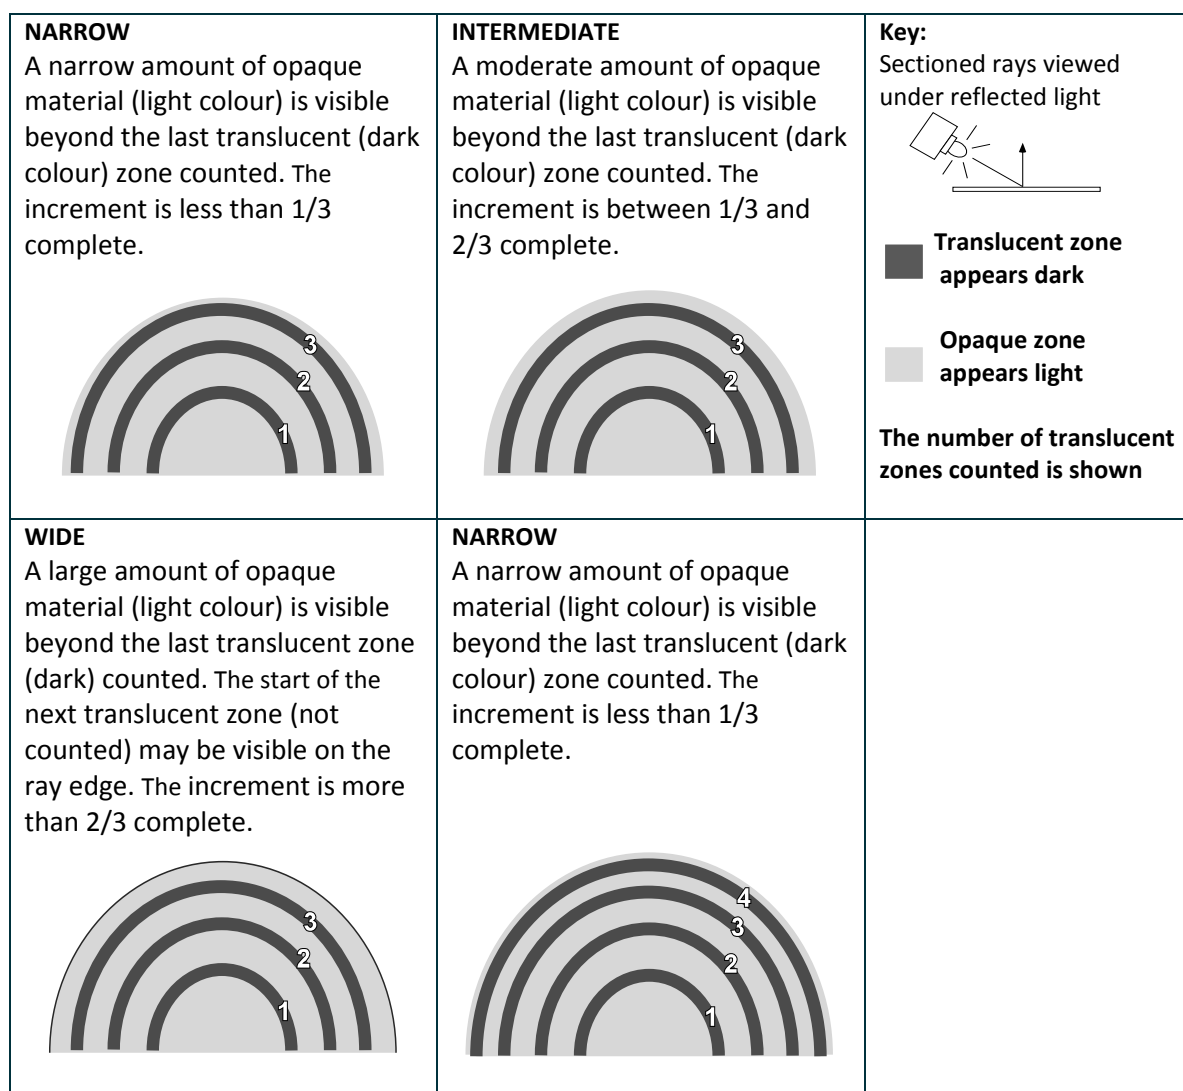 NARROW
A narrow amount of opaque
material (light colour) is visible
beyond the last translucent (dark
colour) zone counted. The
increment is less than 1/3
complete.
3
2
1
INTERMEDIATE
A moderate amount of opaque
material (light colour) is visible
beyond the last translucent (dark
colour) zone counted. The
increment is between 1/3 and
2/3 complete.
3
2
1
Key:
Sectioned rays viewed
under reflected light
Translucent zone
appears dark
Opaque zone
appears light
The number of translucent
zones counted is shown
WIDE
A large amount of opaque
material (light colour) is visible
beyond the last translucent zone
(dark) counted. The start of the
next translucent zone (not
counted) may be visible on the
ray edge. The increment is more
than 2/3 complete.
3
2
1
NARROW
A narrow amount of opaque
material (light colour) is visible
beyond the last translucent (dark
colour) zone counted. The
increment is less than 1/3
complete.
4
3
2
1